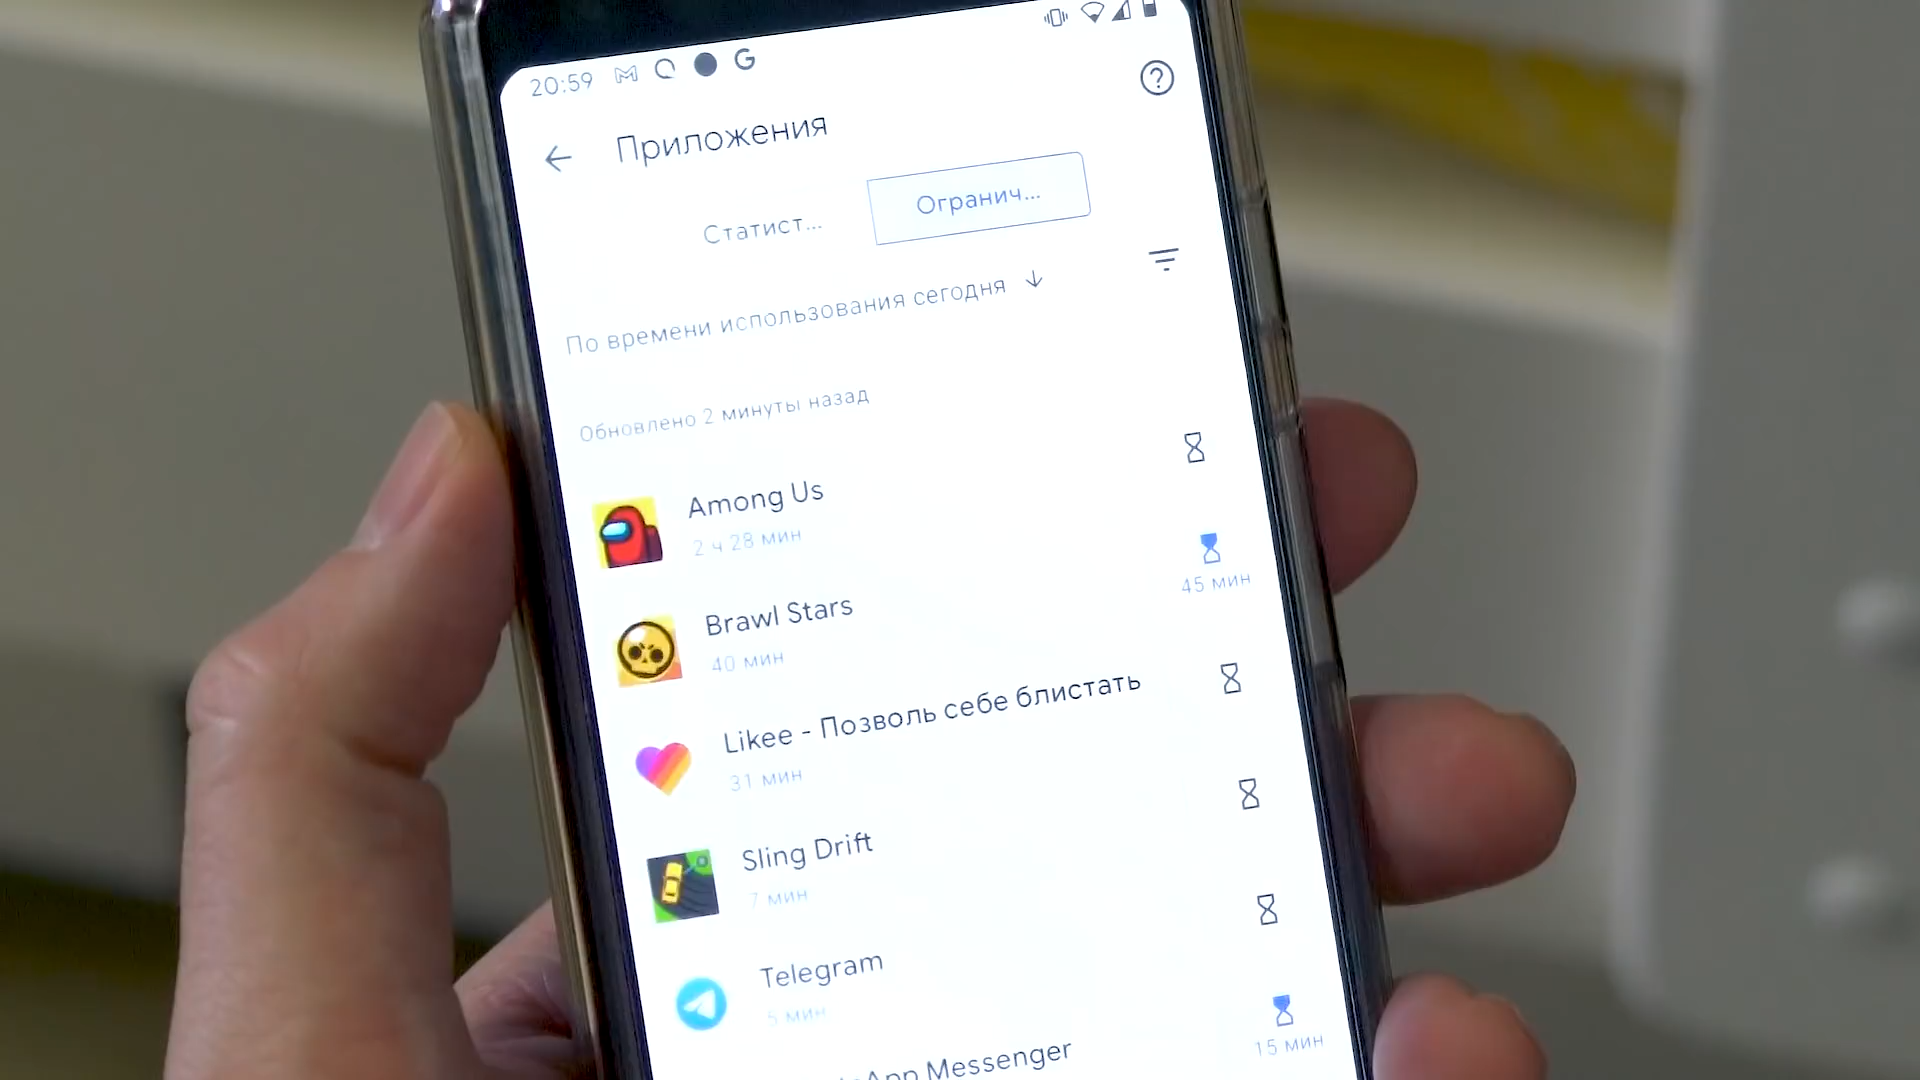 20:59
Приложения
Статист...
Огранич...
По времени использования сегодня
Обновлено 2 минуты назад
Among Us
2 ч 28 мин
Brawl Stars
40 мин
45 мин
Likee - Позволь себе блистать
31 мин
Sling Drift
7 мин
Telegram
5 мин
Messenger
15 мин